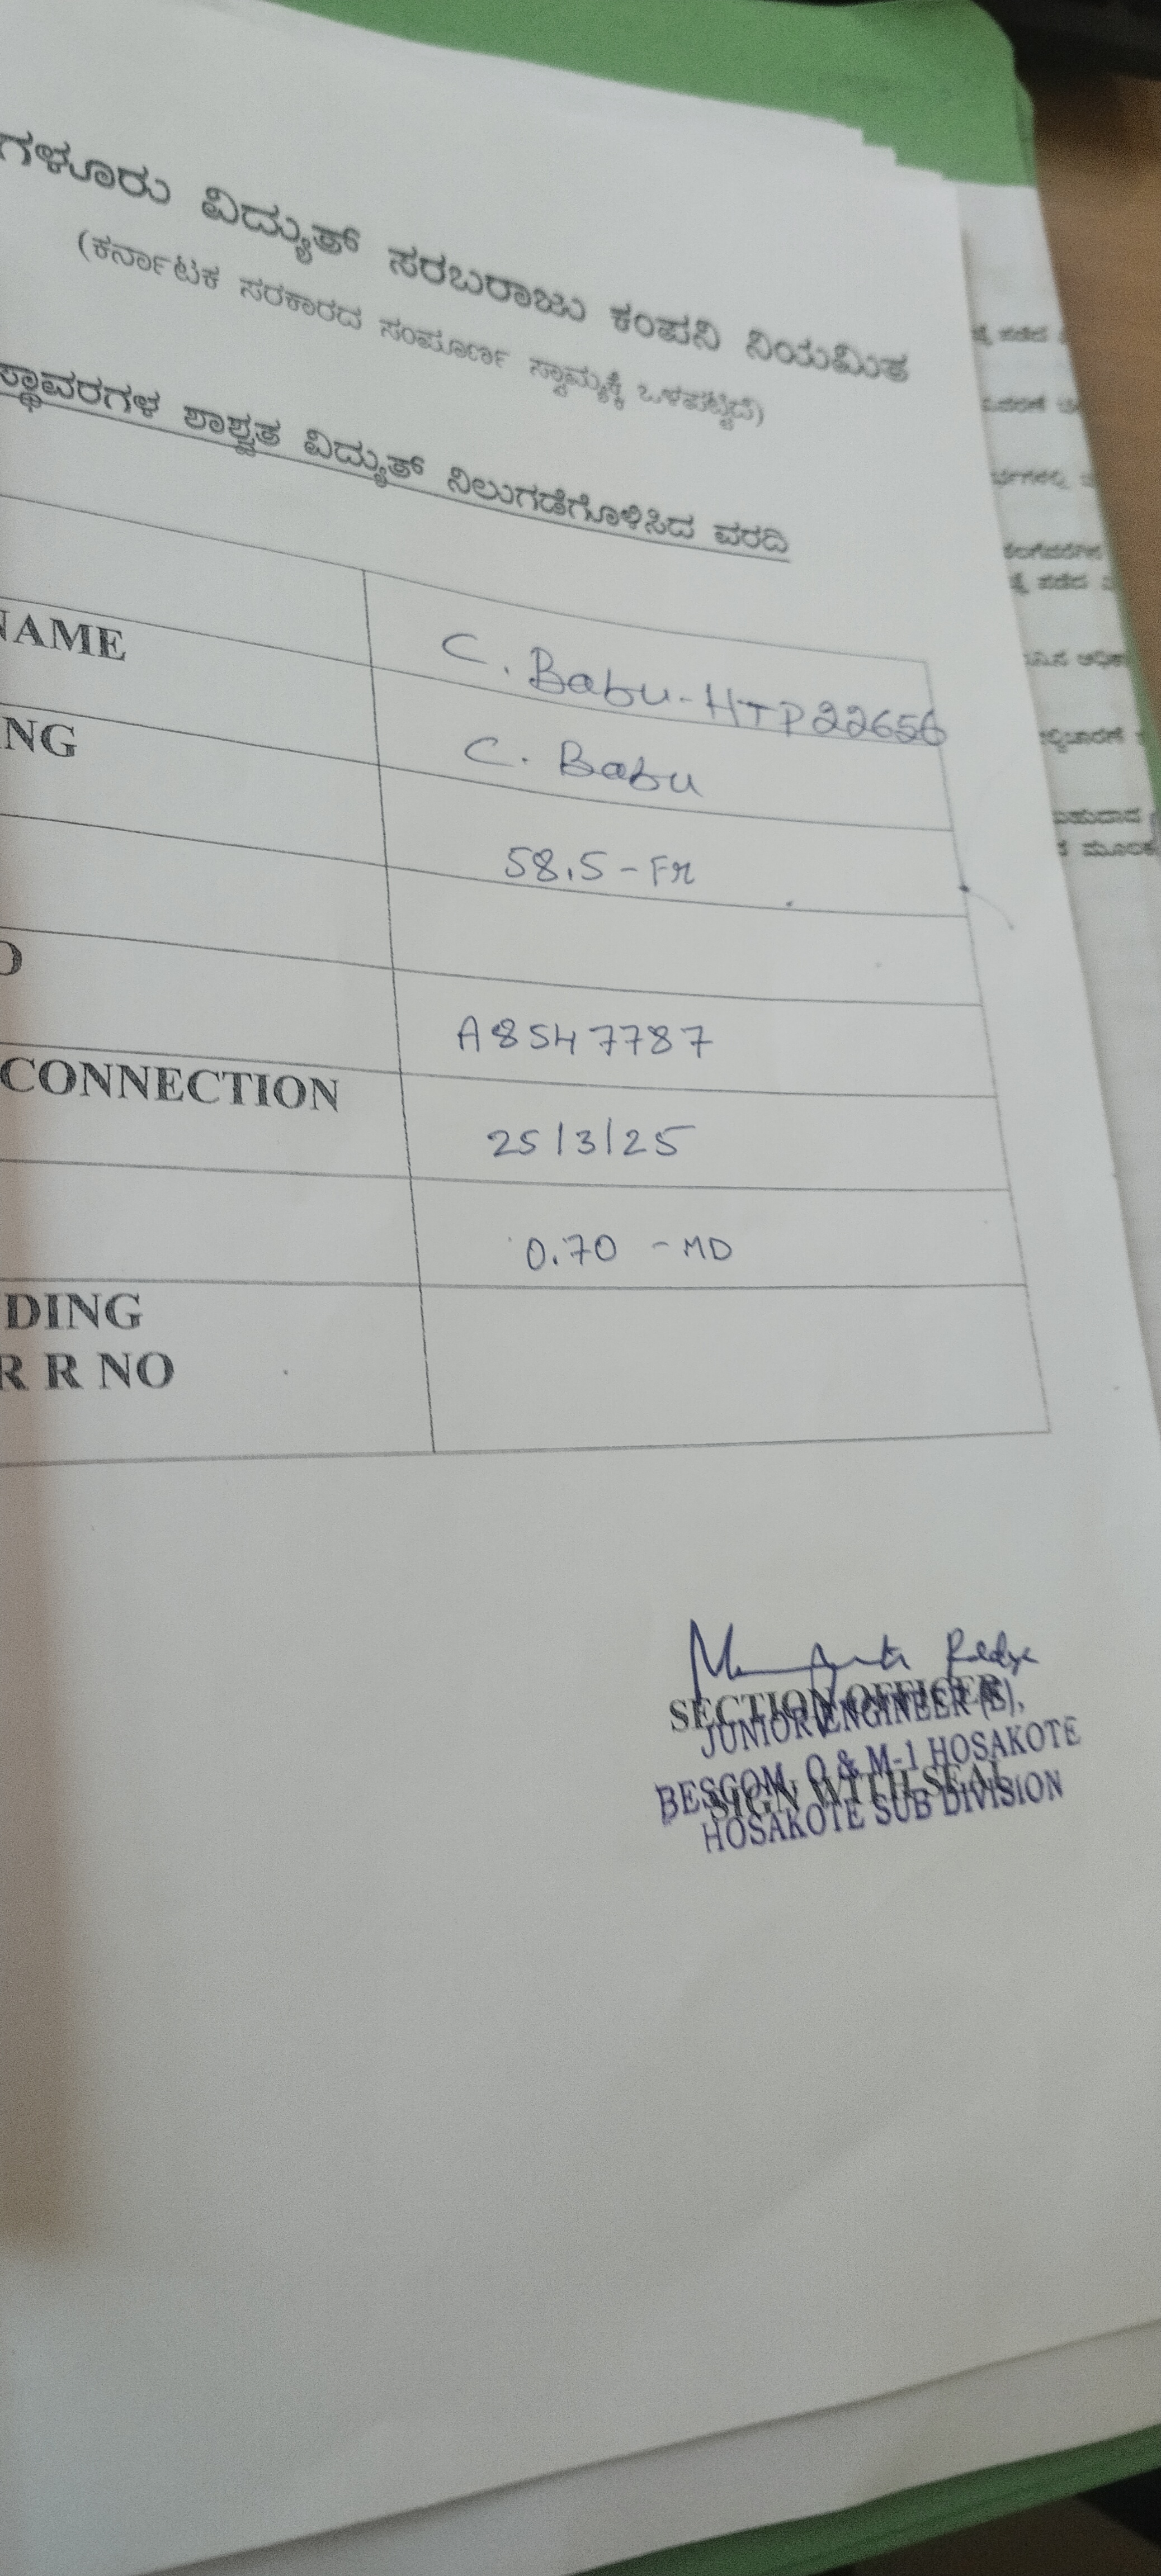 ಗಳೂರು ವಿದ್ಯುತ್ ಸರಬರಾಜು ಕಂಪನಿ ನಿಯಮಿತ
(ಕರ್ನಾಟಕ ಸರಕಾರದ ಸಂಪೂರ್ಣ ಸ್ವಾಮ್ಯಕ್ಕೆ ಒಳಪಟ್ಟಿದೆ)
ಸ್ಥಾವರಗಳ ಶಾಶ್ವತ ವಿದ್ಯುತ್ ನಿಲುಗಡೆಗೊಳಿಸಿದ ವರದಿ
NAME C. Babu-HTP22656
NG C. Babu
58.5-FR
O A8547787
CONNECTION 25/3/25
0.70 -MD
DING
R R NO
Reddy
SECTION OFFICER
JUNIOR ENGINEER (E),
BESCOM, O & M-1 HOSAKOTE
SIGN WITH SEAL
HOSAKOTE SUB DIVISION